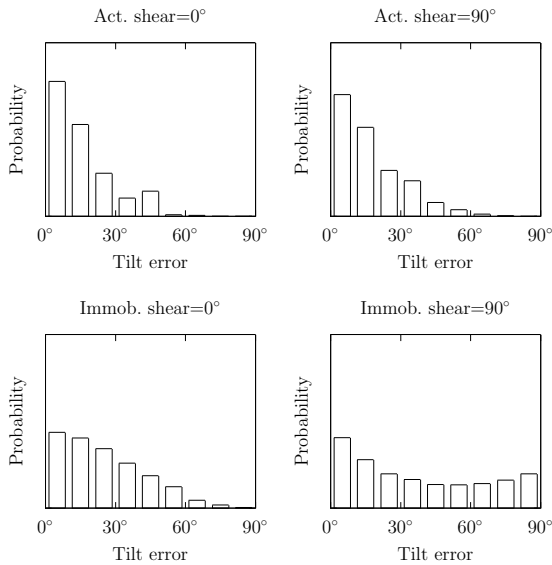 Act. shear=0°
Act. shear=90°
Probability
Probability
0° 30° 60° 90°
0° 30° 60° 90°
Tilt error
Tilt error
Immob. shear=0°
Immob. shear=90°
Probability
Probability
0° 30° 60° 90°
0° 30° 60° 90°
Tilt error
Tilt error